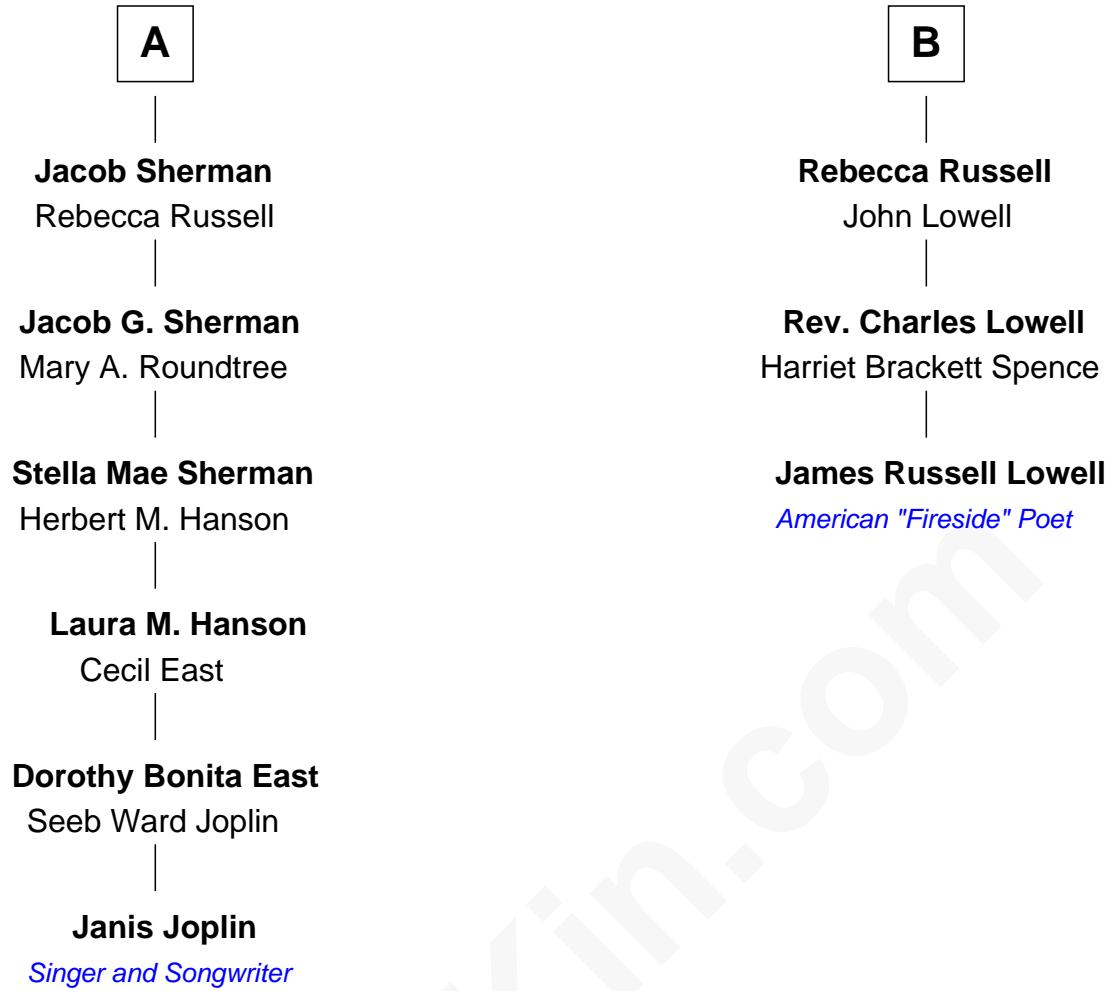 A
Jacob Sherman
Rebecca Russell
Jacob G. Sherman
Mary A. Roundtree
Stella Mae Sherman
Herbert M. Hanson
Laura M. Hanson
Cecil East
Dorothy Bonita East
Seeb Ward Joplin
Janis Joplin
Singer and Songwriter
B
Rebecca Russell
John Lowell
Rev. Charles Lowell
Harriet Brackett Spence
James Russell Lowell
American "Fireside" Poet
Kin.com